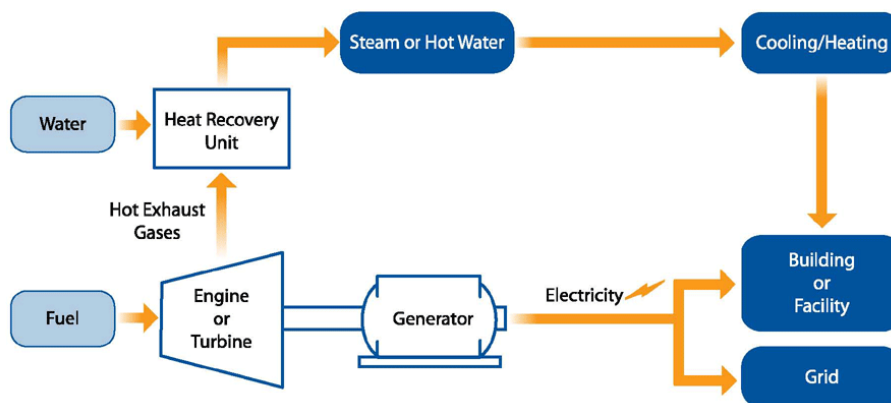 Steam or Hot Water
Cooling/Heating
Water
Heat Recovery
Unit
Hot Exhaust
Gases
Building
or
Facility
Fuel
Engine
or
Turbine
Generator
Electricity
Grid